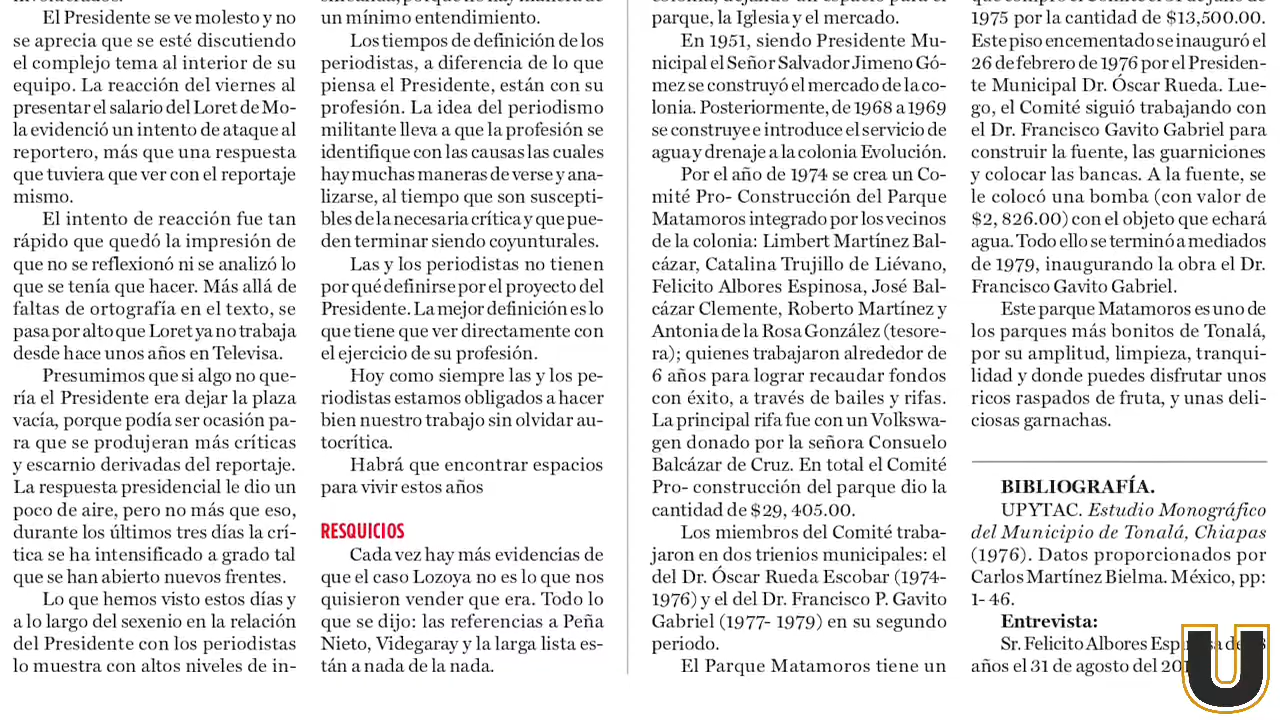 El Presidente se ve molesto y no
se aprecia que se esté discutiendo
el complejo tema al interior de su
equipo. La reacción del viernes al
presentar el salario del Loret de Mo-
la evidenció un intento de ataque al
reportero, más que una respuesta
que tuviera que ver con el reportaje
mismo.
El intento de reacción fue tan
rápido que quedó la impresión de
que no se reflexionó ni se analizó lo
que se tenía que hacer. Más allá de
faltas de ortografía en el texto, se
pasa por alto que Loret ya no trabaja
desde hace unos años en Televisa.
Presumimos que si algo no que-
ría el Presidente era dejar la plaza
vacía, porque podía ser ocasión pa-
ra que se produjeran más críticas
y escarnio derivadas del reportaje.
La respuesta presidencial le dio un
poco de aire, pero no más que eso,
durante los últimos tres días la crí-
tica se ha intensificado a grado tal
que se han abierto nuevos frentes.
Lo que hemos visto estos días y
a lo largo del sexenio en la relación
del Presidente con los periodistas
lo muestra con altos niveles de in-
un mínimo entendimiento.
Los tiempos de definición de los
periodistas, a diferencia de lo que
piensa el Presidente, están con su
profesión. La idea del periodismo
militante lleva a que la profesión se
identifique con las causas las cuales
hay muchas maneras de verse y ana-
lizarse, al tiempo que son suscepti-
bles de la necesaria crítica y que pue-
den terminar siendo coyunturales.
Las y los periodistas no tienen
por qué definirse por el proyecto del
Presidente. La mejor definición es lo
que tiene que ver directamente con
el ejercicio de su profesión.
Hoy como siempre las y los pe-
riodistas estamos obligados a hacer
bien nuestro trabajo sin olvidar au-
tocrítica.
Habrá que encontrar espacios
para vivir estos años
RESQUICIOS
Cada vez hay más evidencias de
que el caso Lozoya no es lo que nos
quisieron vender que era. Todo lo
que se dijo: las referencias a Peña
Nieto, Videgaray y la larga lista es-
tán a nada de la nada.
colonia, dejando un espacio para el
parque, la Iglesia y el mercado.
En 1951, siendo Presidente Mu-
nicipal el Señor Salvador Jimeno Gó-
mez se construyó el mercado de la co-
lonia. Posteriormente, de 1968 a 1969
se construye e introduce el servicio de
agua y drenaje a la colonia Evolución.
Por el año de 1974 se crea un Co-
mité Pro- Construcción del Parque
Matamoros integrado por los vecinos
de la colonia: Limbert Martínez Bal-
cázar, Catalina Trujillo de Liévano,
Felicito Albores Espinosa, José Bal-
cázar Clemente, Roberto Martínez y
Antonia de la Rosa González (tesore-
ra); quienes trabajaron alrededor de
6 años para lograr recaudar fondos
con éxito, a través de bailes y rifas.
La principal rifa fue con un Volkswa-
gen donado por la señora Consuelo
Balcázar de Cruz. En total el Comité
Pro- construcción del parque dio la
cantidad de $29, 405.00.
Los miembros del Comité traba-
jaron en dos trienios municipales: el
del Dr. Óscar Rueda Escobar (1974-
1976) y el del Dr. Francisco P. Gavito
Gabriel (1977- 1979) en su segundo
periodo.
El Parque Matamoros tiene un
1975 por la cantidad de $13,500.00.
Este piso encementado se inauguró el
26 de febrero de 1976 por el Presiden-
te Municipal Dr. Óscar Rueda. Lue-
go, el Comité siguió trabajando con
el Dr. Francisco Gavito Gabriel para
construir la fuente, las guarniciones
y colocar las bancas. A la fuente, se
le colocó una bomba (con valor de
$2, 826.00) con el objeto que echará
agua. Todo ello se terminó a mediados
de 1979, inaugurando la obra el Dr.
Francisco Gavito Gabriel.
Este parque Matamoros es uno de
los parques más bonitos de Tonalá,
por su amplitud, limpieza, tranqui-
lidad y donde puedes disfrutar unos
ricos raspados de fruta, y unas deli-
ciosas garnachas.
BIBLIOGRAFÍA.
UPYTAC. Estudio Monográfico
del Municipio de Tonalá, Chiapas
(1976). Datos proporcionados por
Carlos Martínez Bielma. México, pp:
1- 46.
Entrevista:
Sr. Felicito Albores
años el 31 de agosto del
U